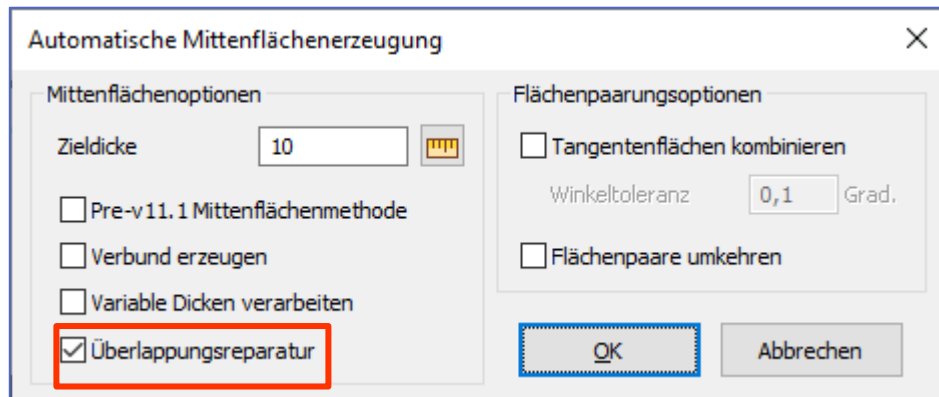 Automatische Mittenflächenerzeugung
Mittenflächenoptionen
Zieldicke 10
Pre-v11.1 Mittenflächenmethode
Verbund erzeugen
Variable Dicken verarbeiten
Überlappungsreparatur
Flächenpaarungsoptionen
Tangentenflächen kombinieren
Winkeltoleranz 0,1 Grad.
Flächenpaare umkehren
OK Abbrechen